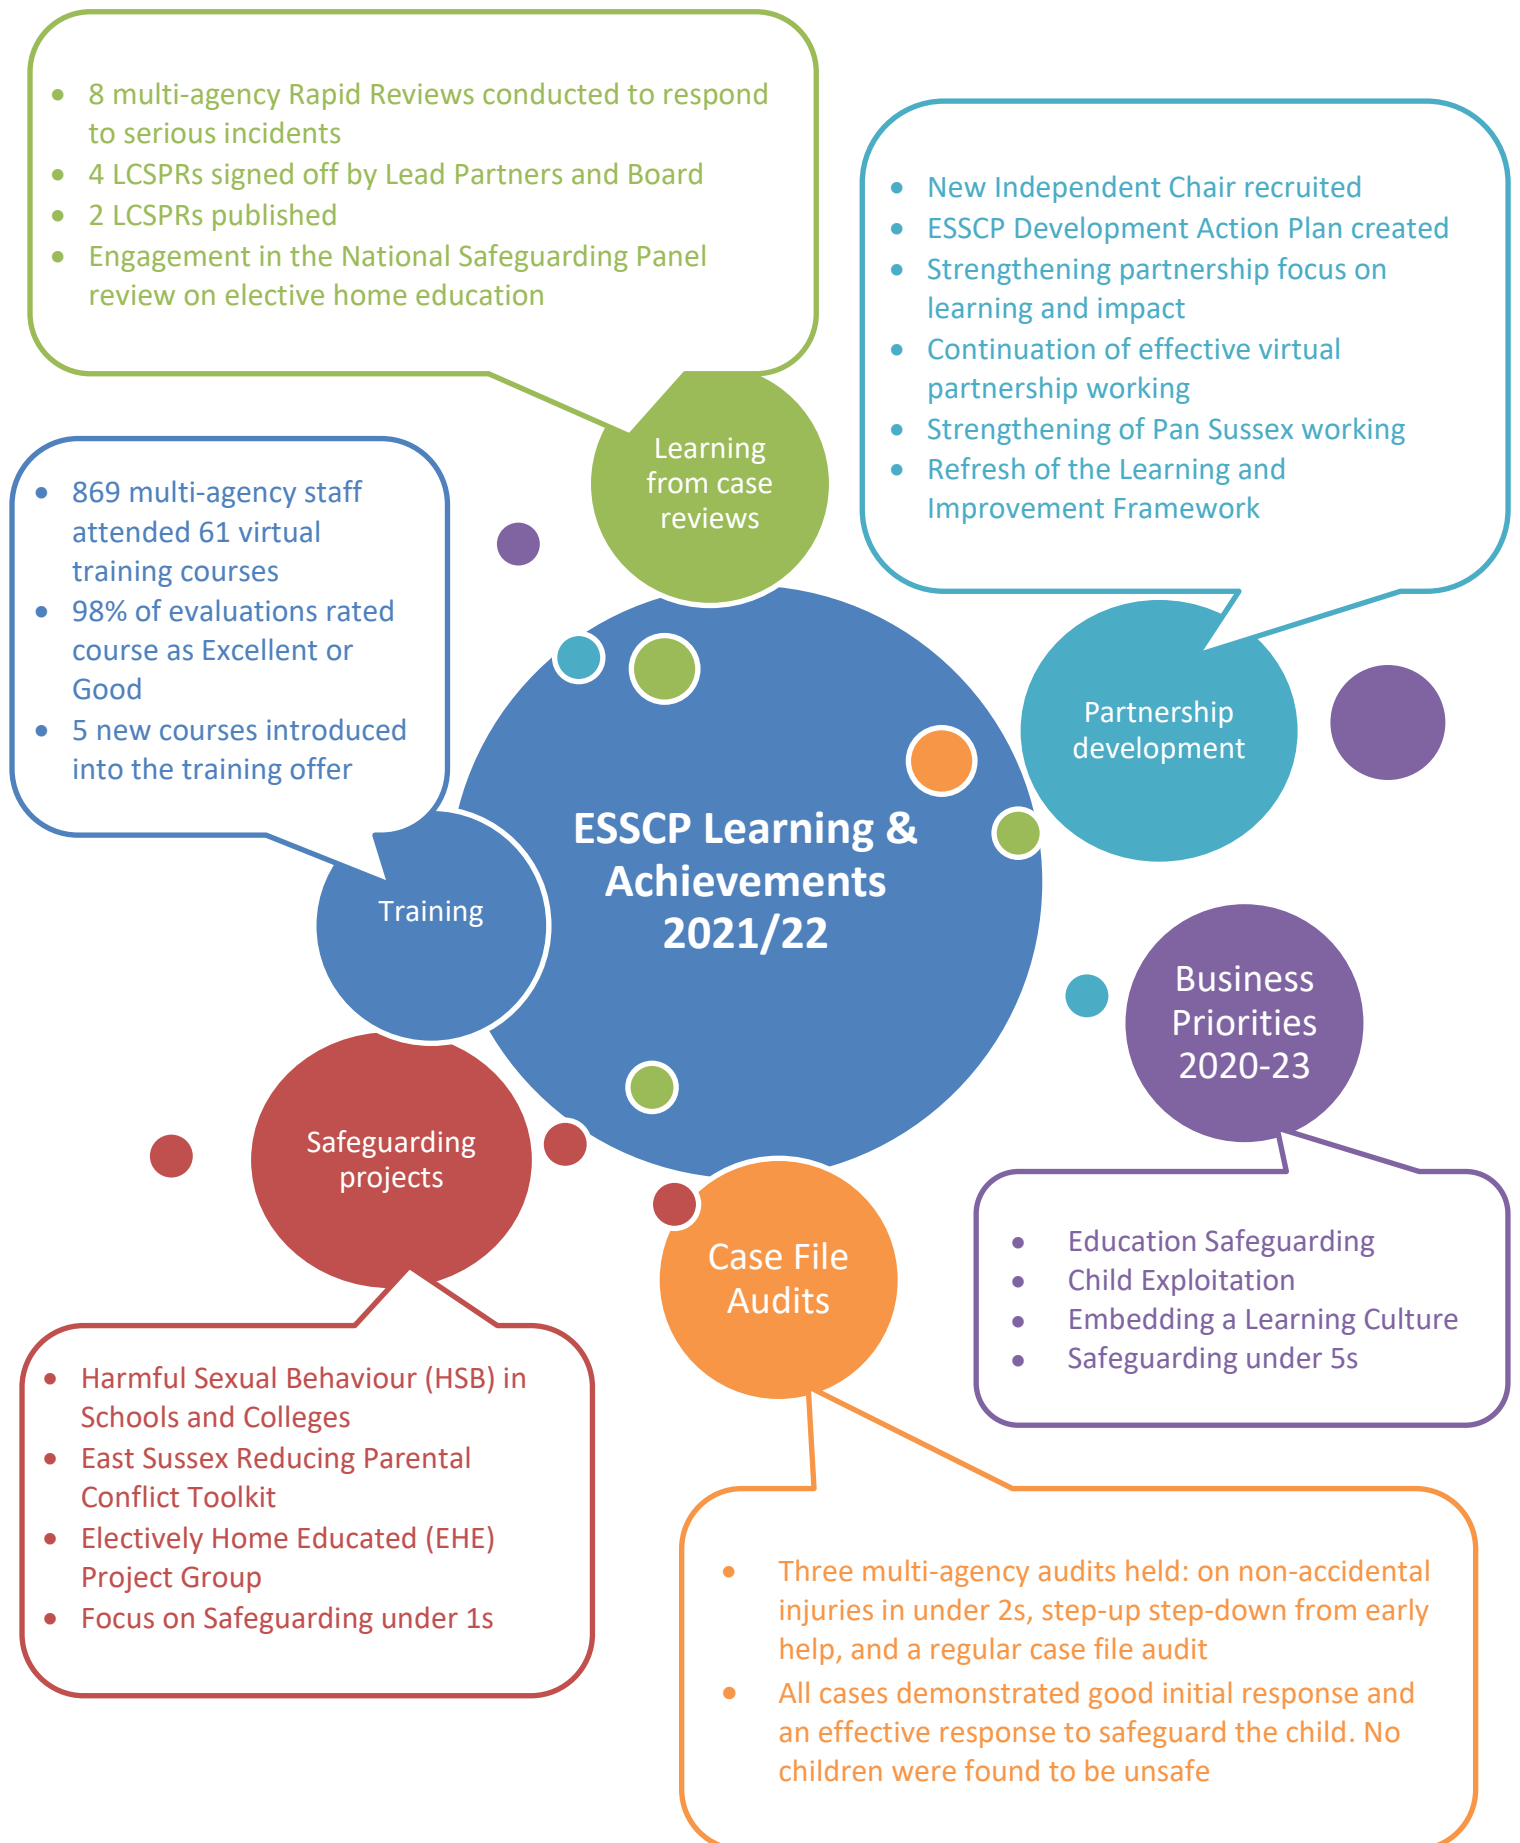 • 8 multi-agency Rapid Reviews conducted to respond
to serious incidents
• 4 LCSPRs signed off by Lead Partners and Board
• 2 LCSPRs published
• Engagement in the National Safeguarding Panel
review on elective home education
• New Independent Chair recruited
• ESSCP Development Action Plan created
• Strengthening partnership focus on
learning and impact
• Continuation of effective virtual
partnership working
• Strengthening of Pan Sussex working
• Refresh of the Learning and
Improvement Framework
Learning
from case
reviews
• 869 multi-agency staff
attended 61 virtual
training courses
• 98% of evaluations rated
course as Excellent or
Good
• 5 new courses introduced
into the training offer
Partnership
development
ESSCP Learning &
Achievements
2021/22
Training
Business
Priorities
2020-23
Safeguarding
projects
Case File
Audits
• Education Safeguarding
• Child Exploitation
• Embedding a Learning Culture
• Safeguarding under 5s
• Harmful Sexual Behaviour (HSB) in
Schools and Colleges
• East Sussex Reducing Parental
Conflict Toolkit
• Electively Home Educated (EHE)
Project Group
• Focus on Safeguarding under 1s
• Three multi-agency audits held: on non-accidental
injuries in under 2s, step-up step-down from early
help, and a regular case file audit
• All cases demonstrated good initial response and
an effective response to safeguard the child. No
children were found to be unsafe